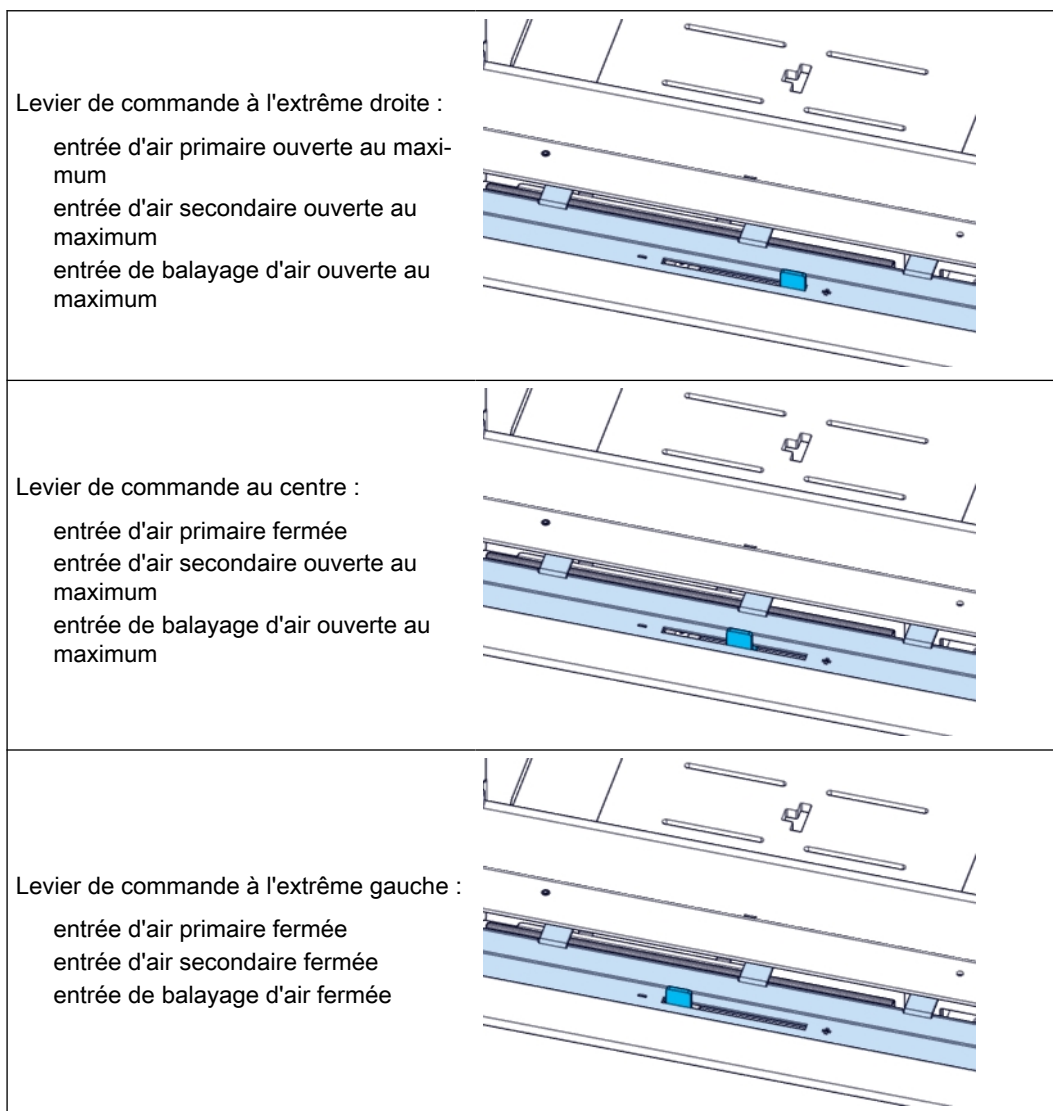 Levier de commande à l'extrême droite :
entrée d'air primaire ouverte au maxi-
mum
entrée d'air secondaire ouverte au
maximum
entrée de balayage d'air ouverte au
maximum
- +
Levier de commande au centre :
entrée d'air primaire fermée
entrée d'air secondaire ouverte au
maximum
entrée de balayage d'air ouverte au
maximum
- +
Levier de commande à l'extrême gauche :
entrée d'air primaire fermée
entrée d'air secondaire fermée
entrée de balayage d'air fermée
- +